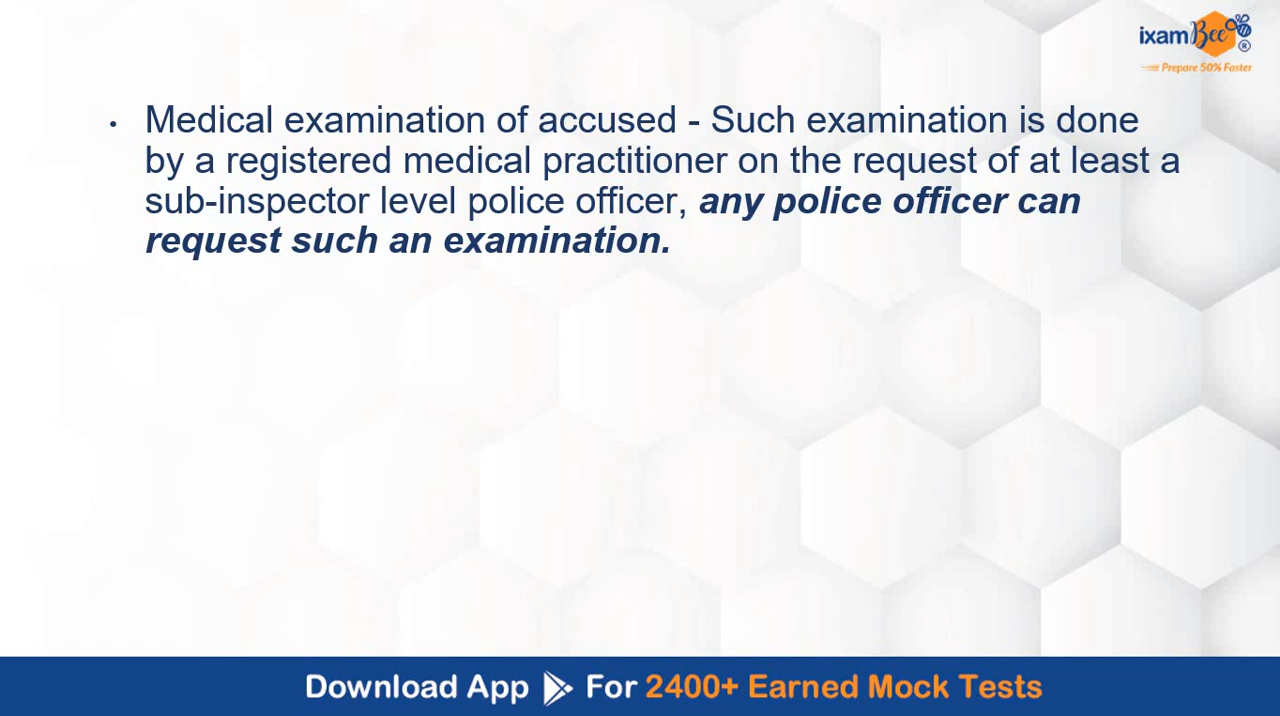 ixamBee®
Prepare 50% Faster
• Medical examination of accused - Such examination is done
by a registered medical practitioner on the request of at least a
sub-inspector level police officer, any police officer can
request such an examination.
Download App For 2400+ Earned Mock Tests